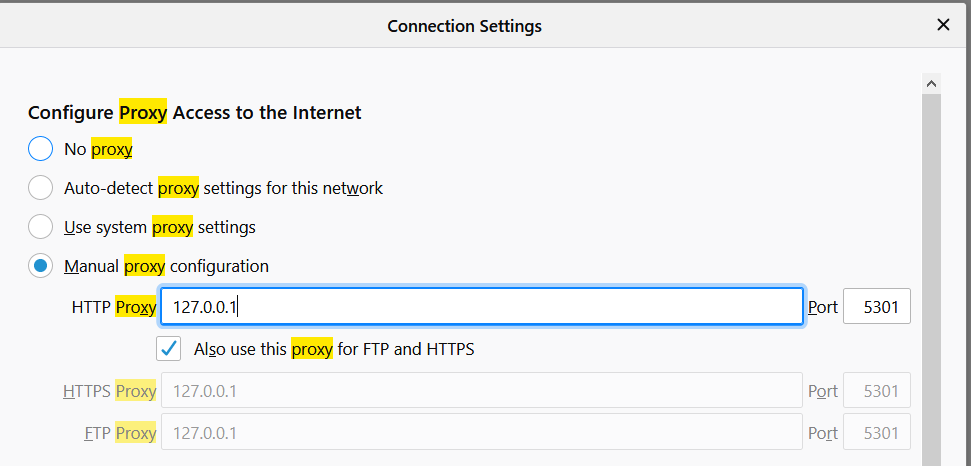 Connection Settings
Configure Proxy Access to the Internet
No proxy
Auto-detect proxy settings for this network
Use system proxy settings
Manual proxy configuration
HTTP Proxy 127.0.0.1 Port 5301
Also use this proxy for FTP and HTTPS
HTTPS Proxy 127.0.0.1 Port 5301
FTP Proxy 127.0.0.1 Port 5301